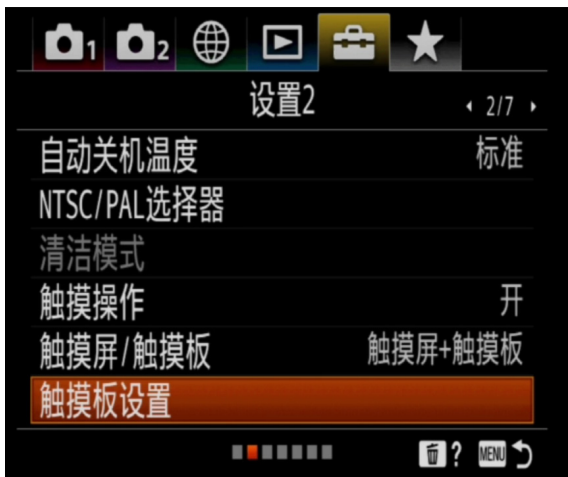 1 2
设置2 2/7
自动关机温度 标准
NTSC/PAL选择器
清洁模式
触摸操作 开
触摸屏/触摸板 触摸屏+触摸板
触摸板设置
? MENU